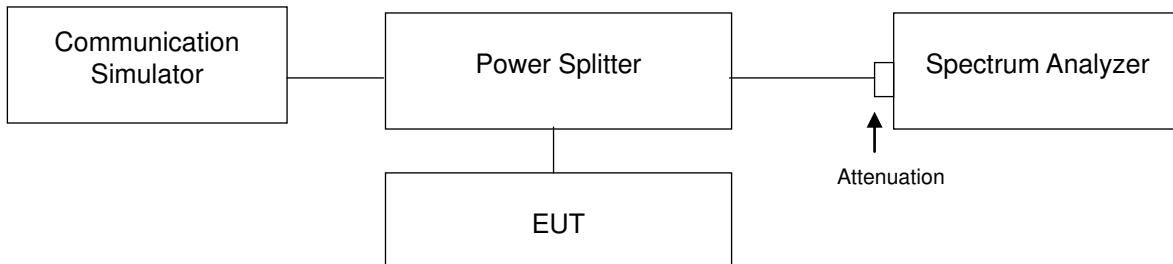 Communication
Simulator
Power Splitter
Spectrum Analyzer
Attenuation
EUT